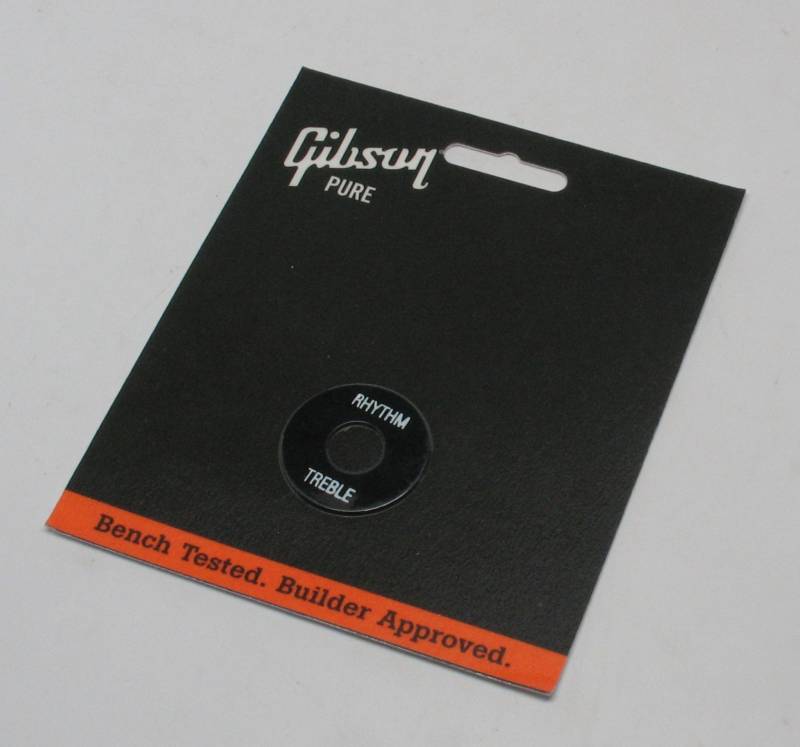 Gibson
PURE
RHYTHM
TREBLE
Bench Tested. Builder Approved.